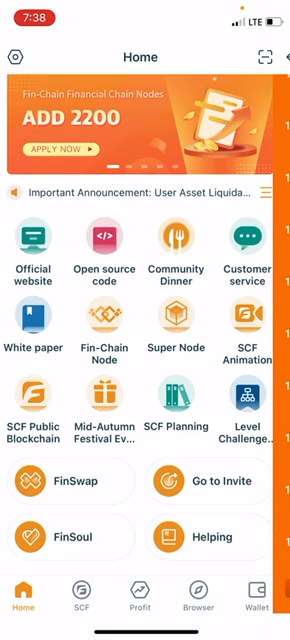 7:38
LTE
Home
Fin-Chain Financial Chain Nodes
ADD 2200
APPLY NOW
Important Announcement: User Asset Liquida...
Official website
Open source code
Community Dinner
Customer service
White paper
Fin-Chain Node
Super Node
SCF Animation
SCF Public Blockchain
Mid-Autumn Festival Ev...
SCF Planning
Level Challenge...
FinSwap
Go to Invite
FinSoul
Helping
Home
SCF
Profit
Browser
Wallet